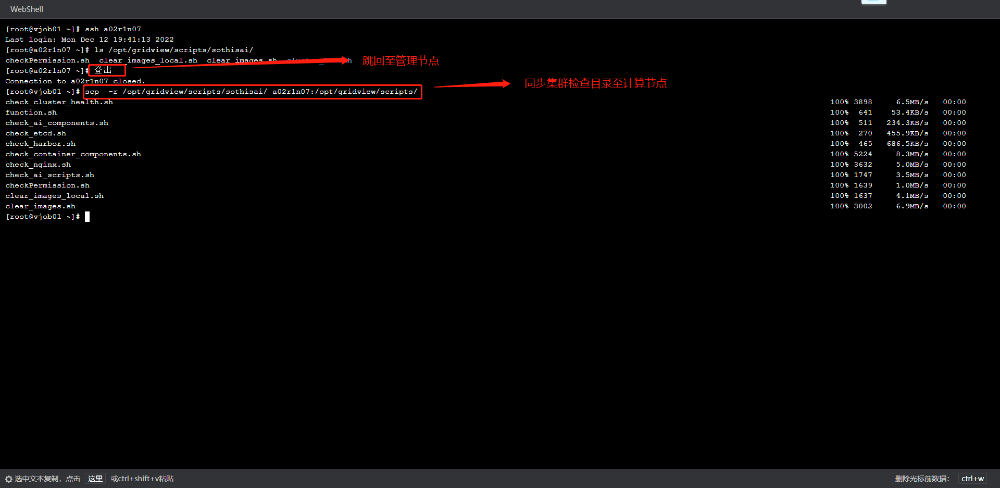 WebShell
[root@vjob01 ~]# ssh a02r1n07
Last login: Mon Dec 12 19:41:13 2022
[root@a02r1n07 ~]# ls /opt/gridview/scripts/sothisai/
checkPermission.sh  clear_images_local.sh  clear_images.sh
跳回至管理节点
[root@a02r1n07 ~]# 登出
Connection to a02r1n07 closed.
同步集群检查目录至计算节点
[root@vjob01 ~]# scp  -r /opt/gridview/scripts/sothisai/ a02r1n07:/opt/gridview/scripts/
check_cluster_health.sh 100% 3898 6.5MB/s 00:00
function.sh 100% 641 53.4KB/s 00:00
check_ai_components.sh 100% 511 234.3KB/s 00:00
check_etcd.sh 100% 270 455.9KB/s 00:00
check_harbor.sh 100% 465 686.5KB/s 00:00
check_container_components.sh 100% 5224 8.3MB/s 00:00
check_nginx.sh 100% 3632 5.0MB/s 00:00
check_ai_scripts.sh 100% 1747 3.5MB/s 00:00
checkPermission.sh 100% 1639 1.0MB/s 00:00
clear_images_local.sh 100% 1637 4.1MB/s 00:00
clear_images.sh 100% 3002 6.9MB/s 00:00
[root@vjob01 ~]#
选中文本复制，点击 这里 或ctrl+shift+v粘贴 删除光标前数据： ctrl+w